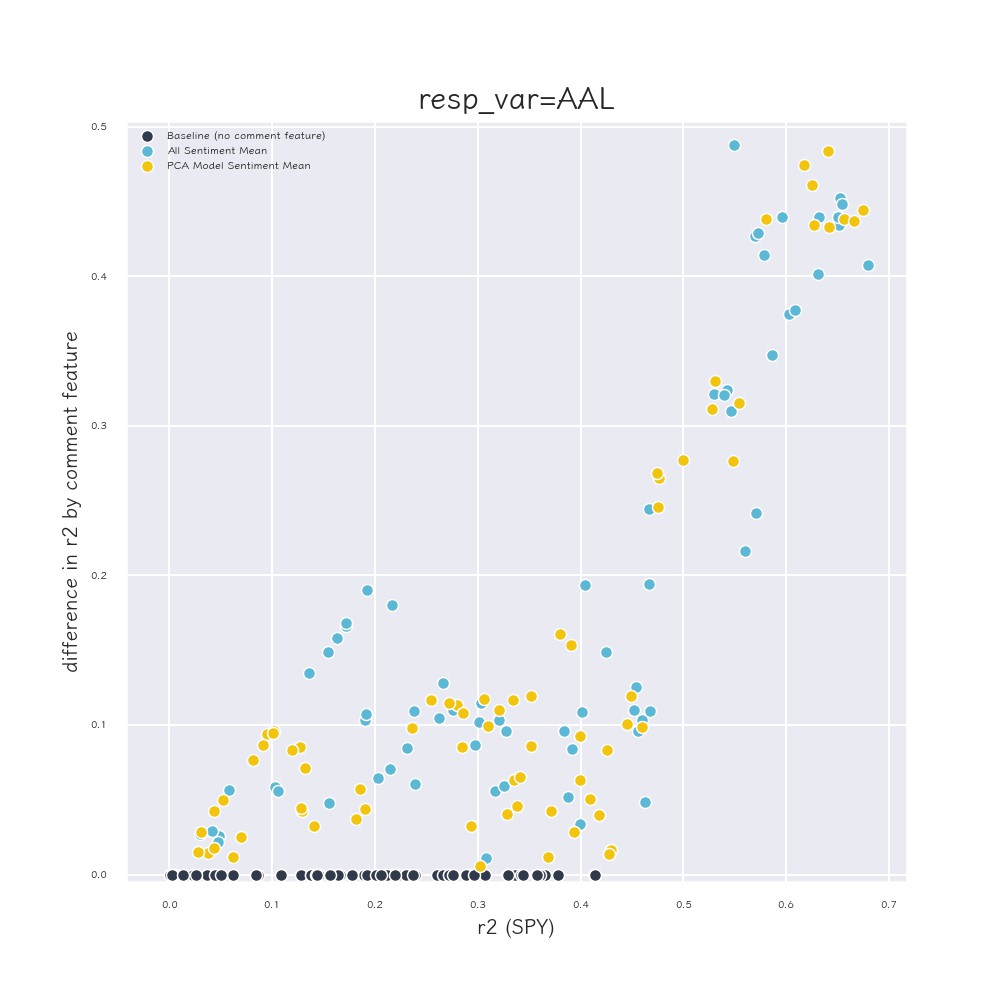 resp_var=AAL
Baseline (no comment feature)
All Sentiment Mean
PCA Model Sentiment Mean
difference in r2 by comment feature
0.5
0.4
0.3
0.2
0.1
0.0
0.0 0.1 0.2 0.3 0.4 0.5 0.6 0.7
r2 (SPY)